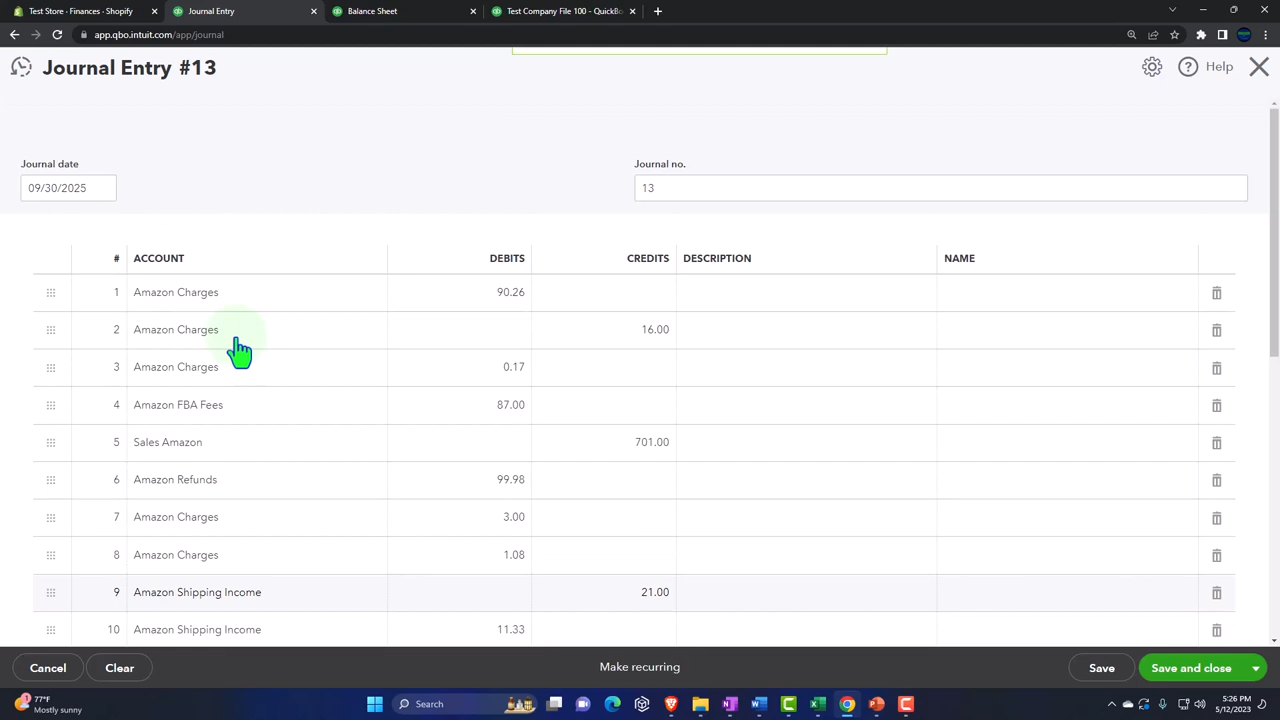 Test Store - Finances - Shopify
Journal Entry
Balance Sheet
Test Company File 100 - QuickBo
app.qbo.intuit.com/app/journal
Journal Entry #13
Help
Journal date
Journal no.
09/30/2025
13
# ACCOUNT DEBITS CREDITS DESCRIPTION NAME
1 Amazon Charges 90.26
2 Amazon Charges 16.00
3 Amazon Charges 0.17
4 Amazon FBA Fees 87.00
5 Sales Amazon 701.00
6 Amazon Refunds 99.98
7 Amazon Charges 3.00
8 Amazon Charges 1.08
9 Amazon Shipping Income 21.00
10 Amazon Shipping Income 11.33
Cancel Clear Make recurring Save Save and close
77°F
Mostly sunny
Search
5:26 PM
5/12/2023